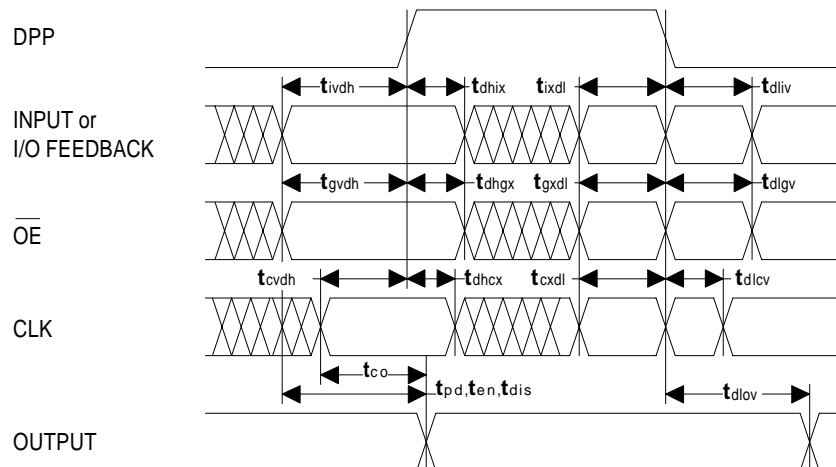 DPP
tivdh tdhix tixdl tdliv
INPUT or
I/O FEEDBACK
tgvdh tdhgx tgxdl tdlgv
OE
tcvdh tdhcx tcxdl tdlcv
CLK
tco
tpd,ten,tdis
tdlov
OUTPUT